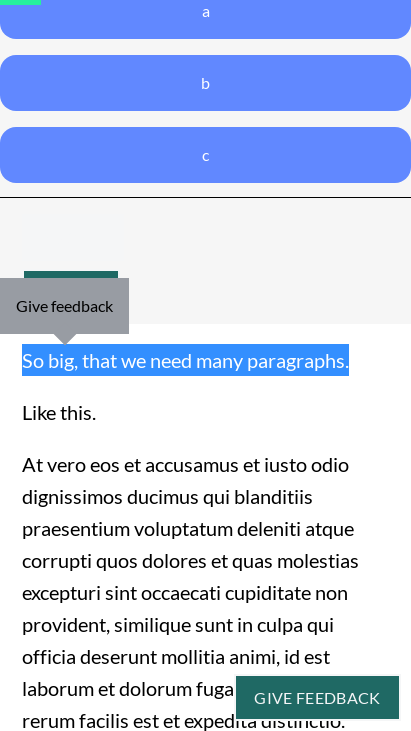 a
b
c
Give feedback
So big, that we need many paragraphs.
Like this.
At vero eos et accusamus et iusto odio
dignissimos ducimus qui blanditiis
praesentium voluptatum deleniti atque
corrupti quos dolores et quas molestias
excepturi sint occaecati cupiditate non
provident, similique sunt in culpa qui
officia deserunt mollitia animi, id est
laborum et dolorum fuga
GIVE FEEDBACK
rerum facilis est et expedita distinctio.